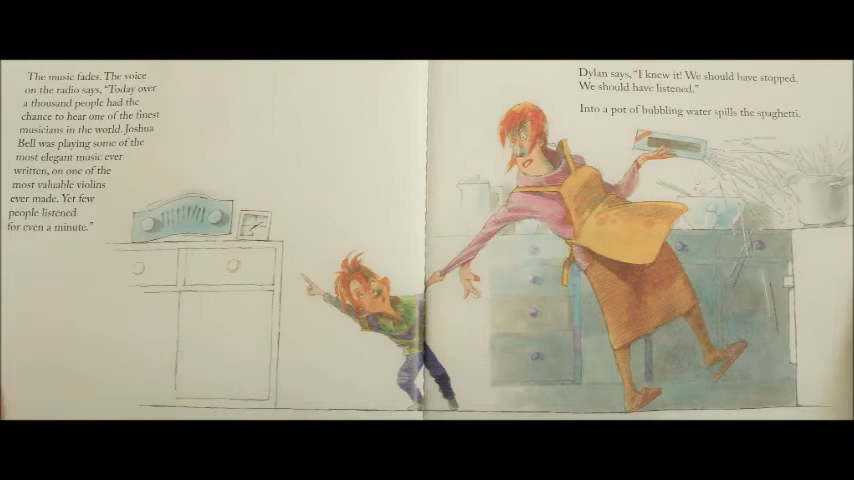 The music fades. The voice
on the radio says, "Today over
a thousand people had the
chance to hear one of the finest
musicians in the world. Joshua
Bell was playing some of the
most elegant music ever
written, on one of the
most valuable violins
ever made. Yet few
people listened
for even a minute."
Dylan says, "I knew it! We should have stopped.
We should have listened."
Into a pot of bubbling water spills the spaghetti.